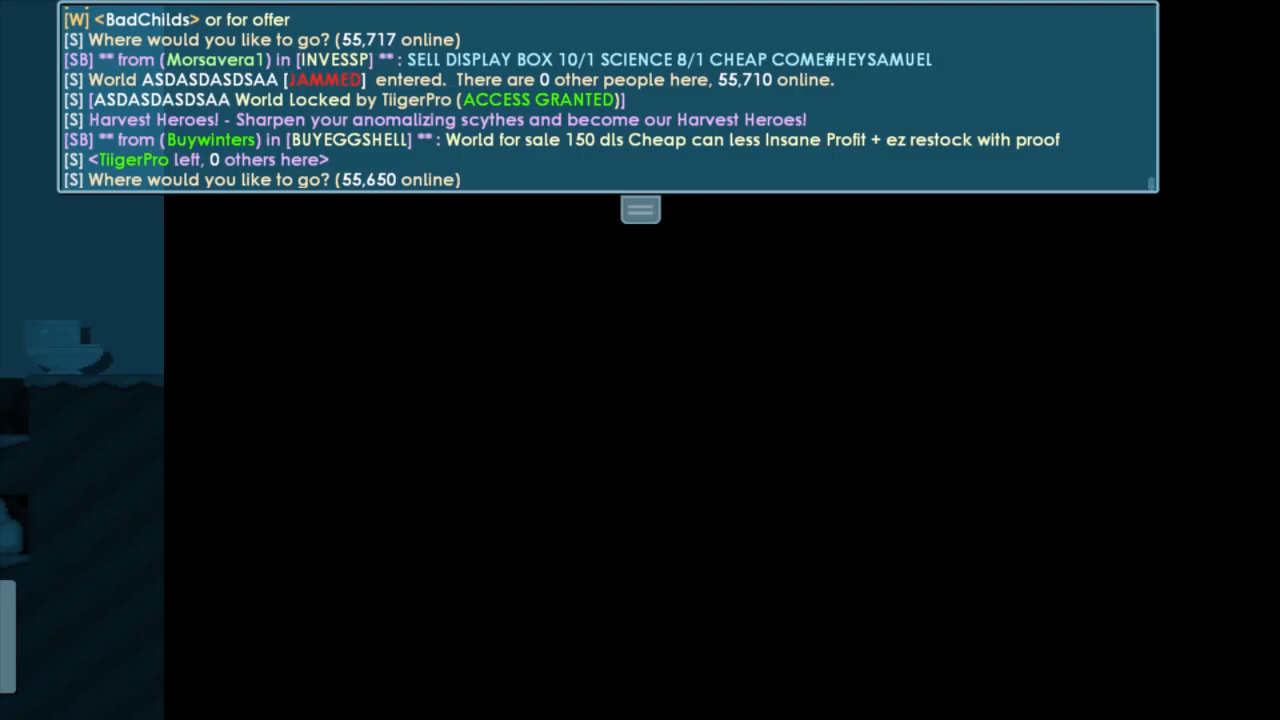 [W] <BadChilds> or for offer
[S] Where would you like to go? (55,717 online)
[SB] ** from (Morsavera1) in [INVESSP] ** : SELL DISPLAY BOX 10/1 SCIENCE 8/1 CHEAP COME#HEYSAMUEL
[S] World ASDASDASDSAA [JAMMED]  entered.  There are 0 other people here, 55,710 online.
[S] [ASDASDASDSAA World Locked by TiigerPro (ACCESS GRANTED)]
[S] Harvest Heroes! - Sharpen your anomalizing scythes and become our Harvest Heroes!
[SB] ** from (Buywinters) in [BUYEGGSHELL] ** : World for sale 150 dls Cheap can less Insane Profit + ez restock with proof
[S] <TiigerPro left, 0 others here>
[S] Where would you like to go? (55,650 online)